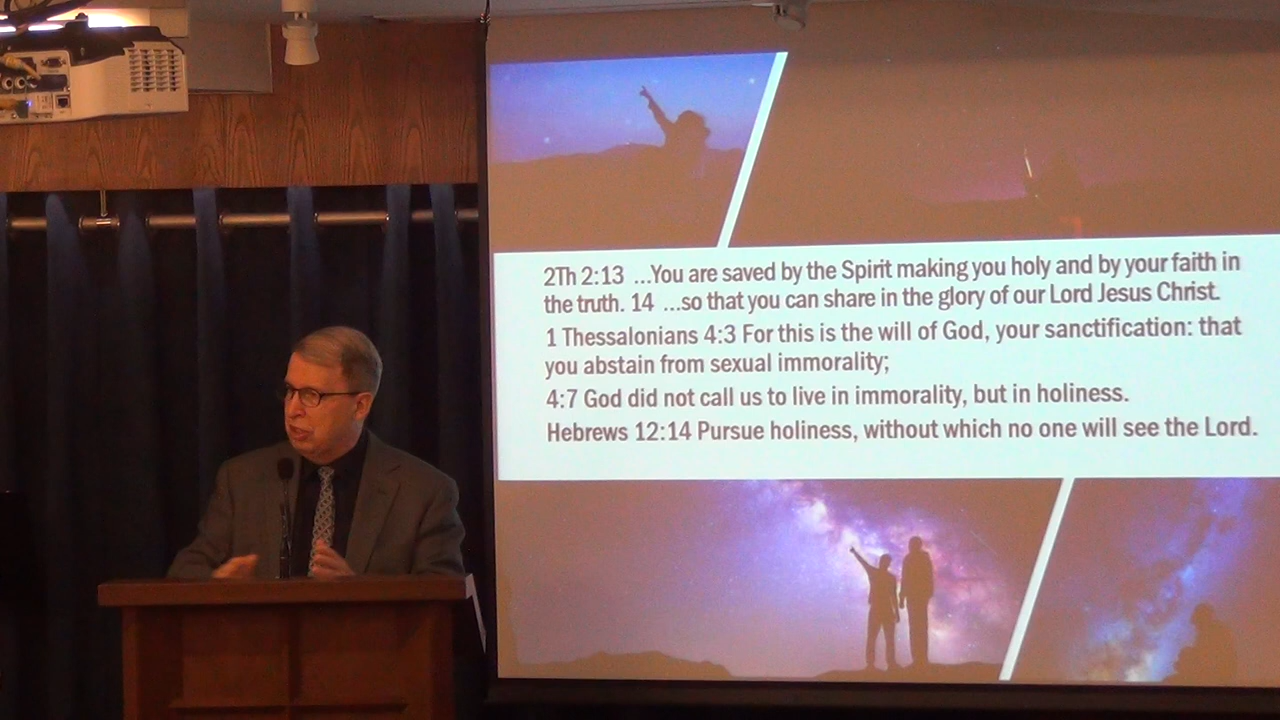 2Th 2:13 ...You are saved by the Spirit making you holy and by your faith in
the truth. 14 ...so that you can share in the glory of our Lord Jesus Christ.
1 Thessalonians 4:3 For this is the will of God, your sanctification: that
you abstain from sexual immorality;
4:7 God did not call us to live in immorality, but in holiness.
Hebrews 12:14 Pursue holiness, without which no one will see the Lord.